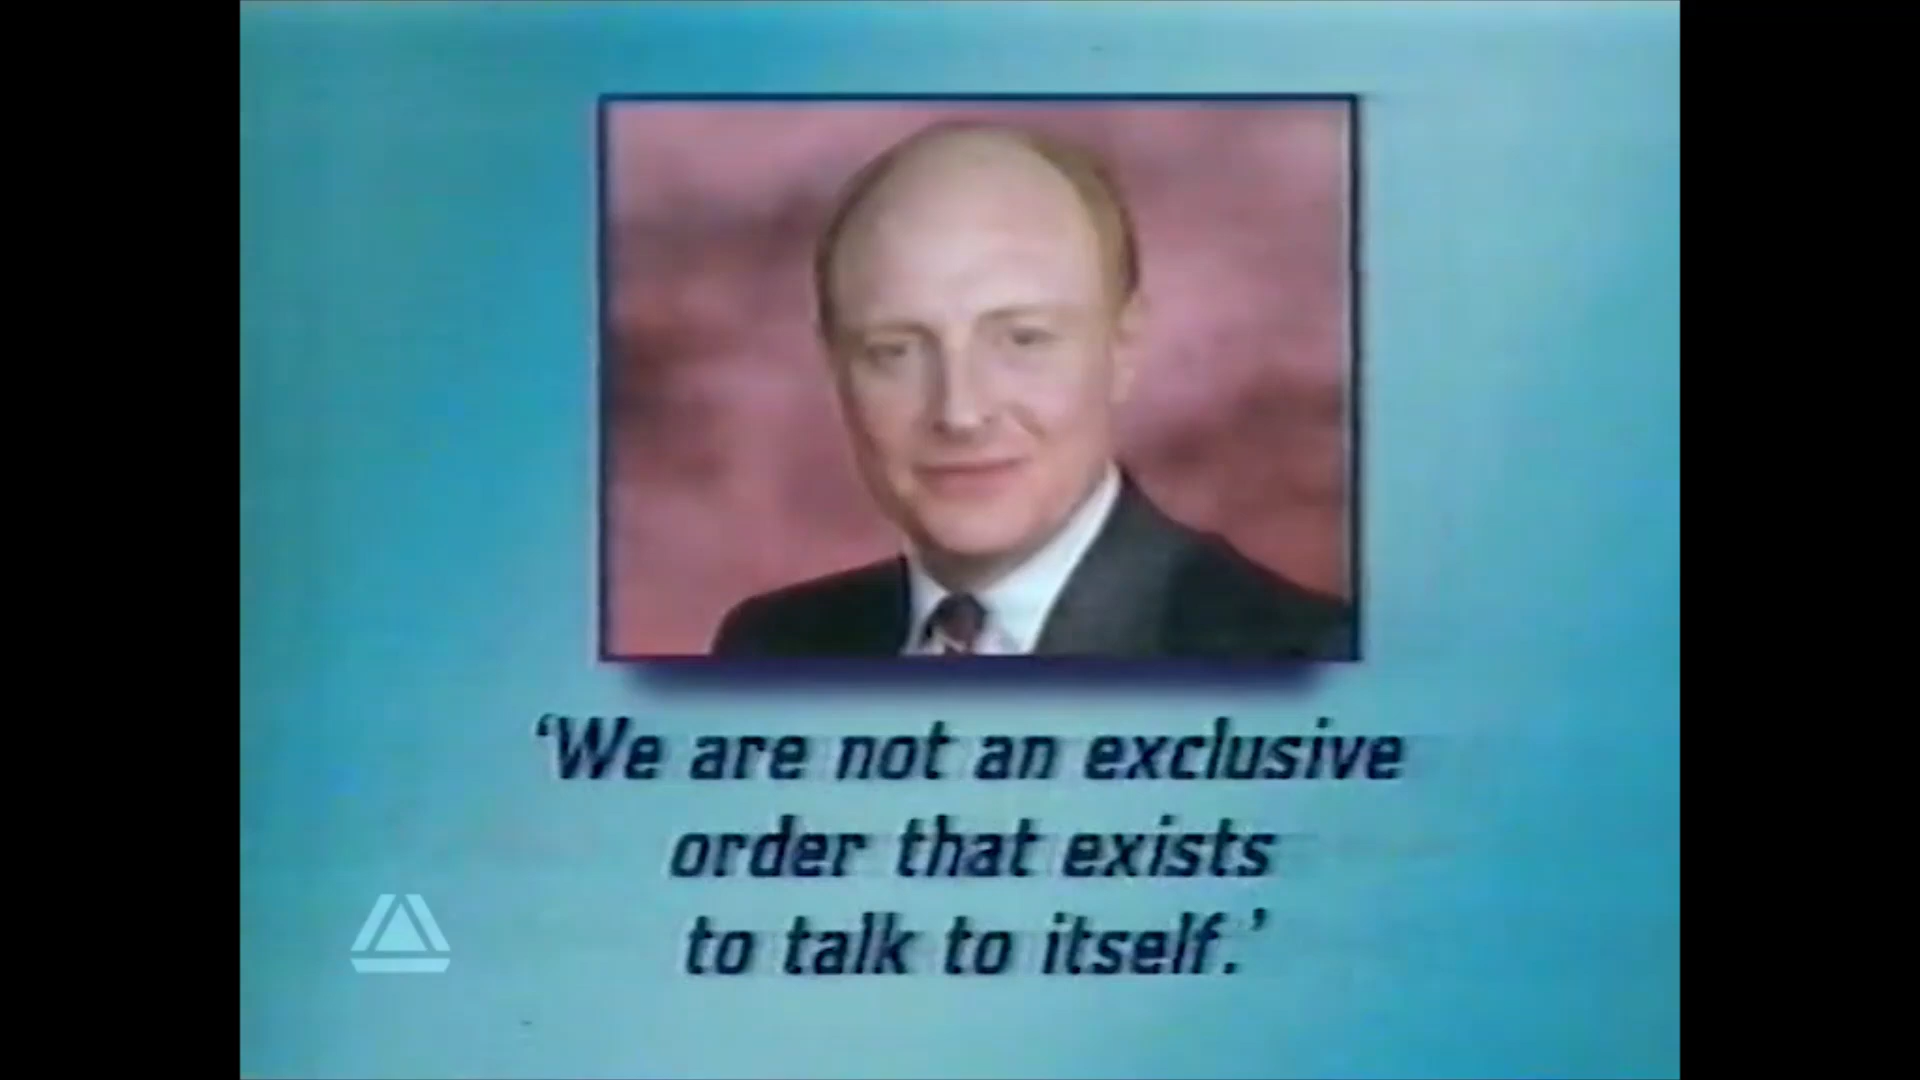 ‘We are not an exclusive
order that exists
to talk to itself.’